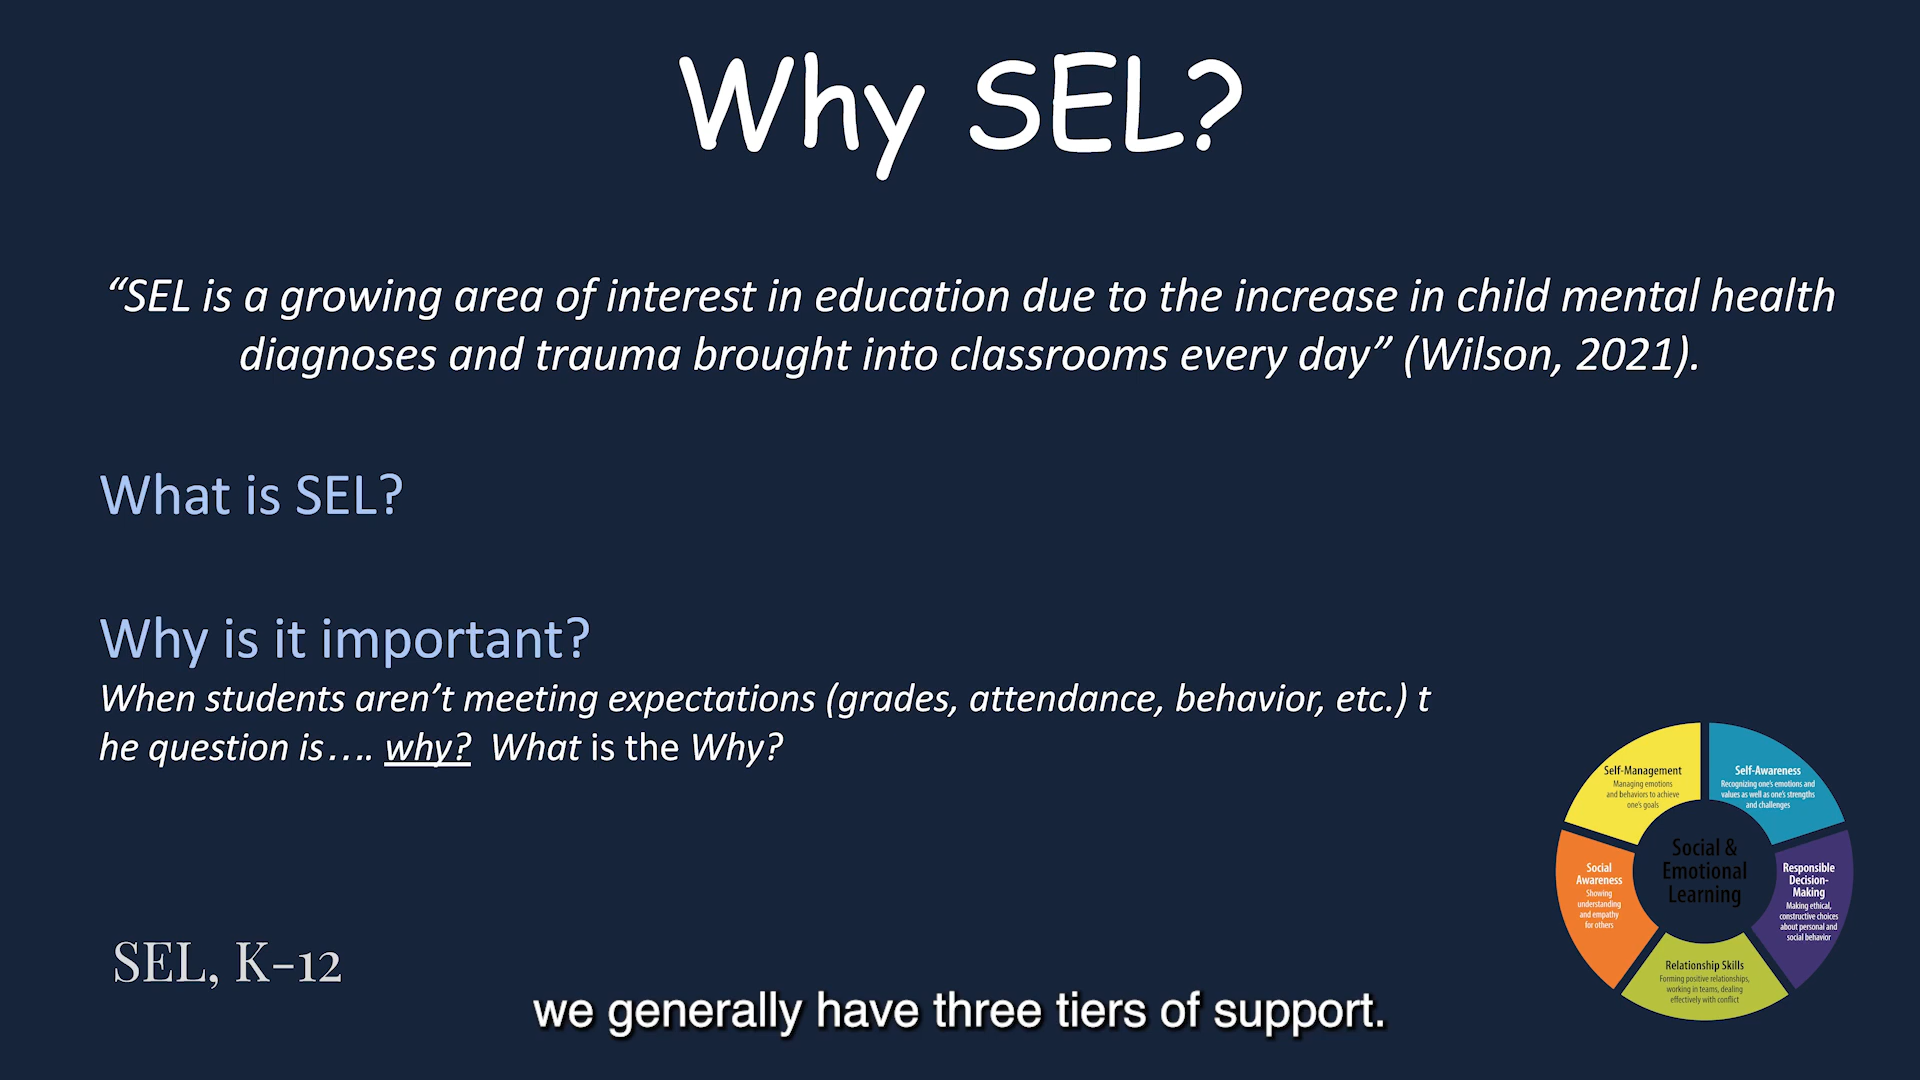 Why SEL?
“SEL is a growing area of interest in education due to the increase in child mental health
diagnoses and trauma brought into classrooms every day” (Wilson, 2021).
What is SEL?
Why is it important?
When students aren’t meeting expectations (grades, attendance, behavior, etc.) t
he question is…. why? What is the Why?
Self-Management
Managing emotions
and behaviors to achieve
one's goals
Self-Awareness
Recognizing one's emotions and
values as well as one's strengths
and challenges
Social
Awareness
Showing
understanding
and empathy
for others
Social &
Emotional
Learning
Responsible
Decision-
Making
Making ethical,
constructive choices
about personal and
social behavior
Relationship Skills
Forming positive relationships,
working in teams, dealing
effectively with conflict
SEL, K-12
we generally have three tiers of support.